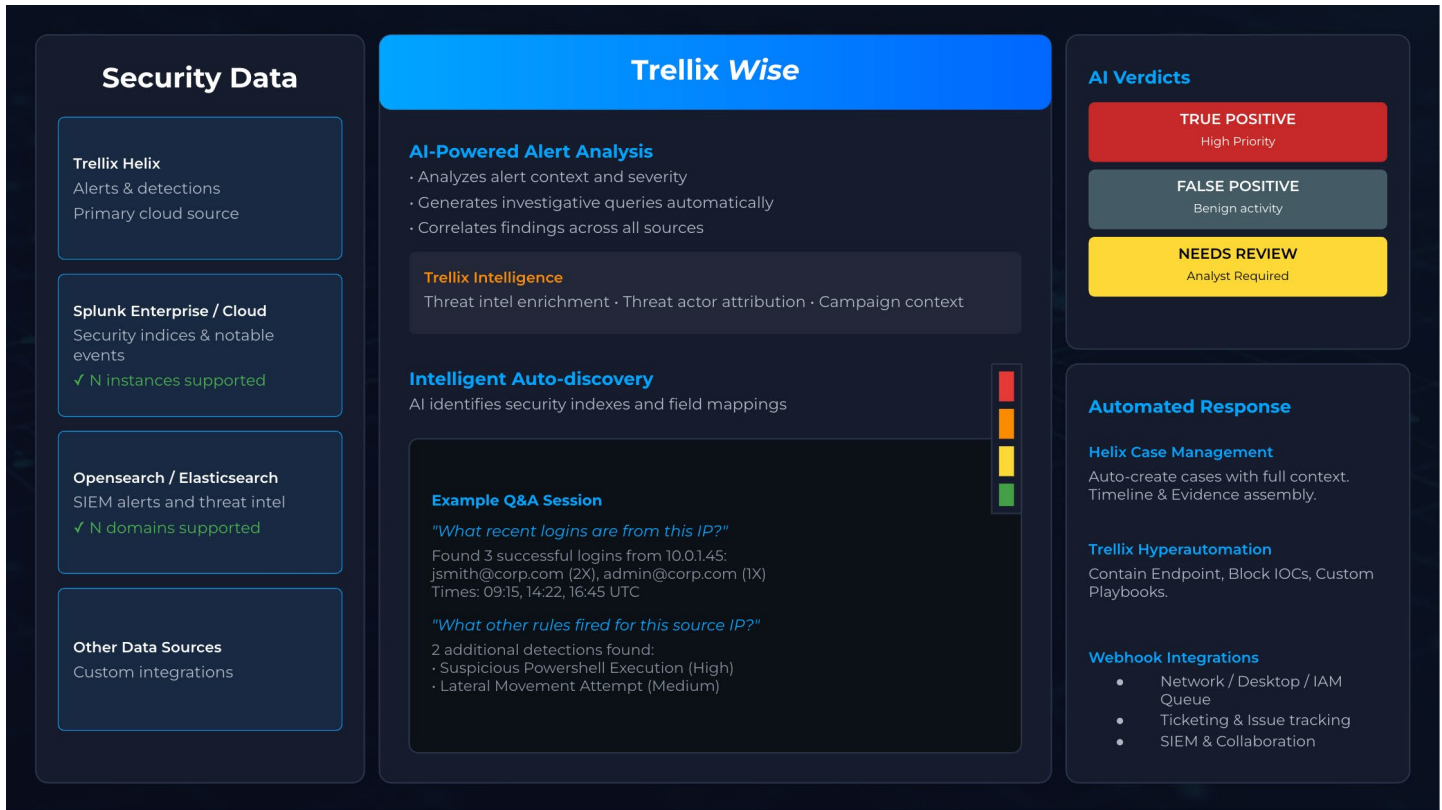 Security Data
Trellix Helix
Alerts & detections
Primary cloud source
Splunk Enterprise / Cloud
Security indices & notable
events
✓ N instances supported
Opensearch / Elasticsearch
SIEM alerts and threat intel
✓ N domains supported
Other Data Sources
Custom integrations
Trellix Wise
AI-Powered Alert Analysis
· Analyzes alert context and severity
· Generates investigative queries automatically
· Correlates findings across all sources
Trellix Intelligence
Threat intel enrichment · Threat actor attribution · Campaign context
Intelligent Auto-discovery
AI identifies security indexes and field mappings
Example Q&A Session
"What recent logins are from this IP?"
Found 3 successful logins from 10.0.1.45:
jsmith@corp.com (2X), admin@corp.com (1X)
Times: 09:15, 14:22, 16:45 UTC
"What other rules fired for this source IP?"
2 additional detections found:
· Suspicious Powershell Execution (High)
· Lateral Movement Attempt (Medium)
AI Verdicts
TRUE POSITIVE
High Priority
FALSE POSITIVE
Benign activity
NEEDS REVIEW
Analyst Required
Automated Response
Helix Case Management
Auto-create cases with full context.
Timeline & Evidence assembly.
Trellix Hyperautomation
Contain Endpoint, Block IOCs, Custom
Playbooks.
Webhook Integrations
● Network / Desktop / IAM
Queue
● Ticketing & Issue tracking
● SIEM & Collaboration